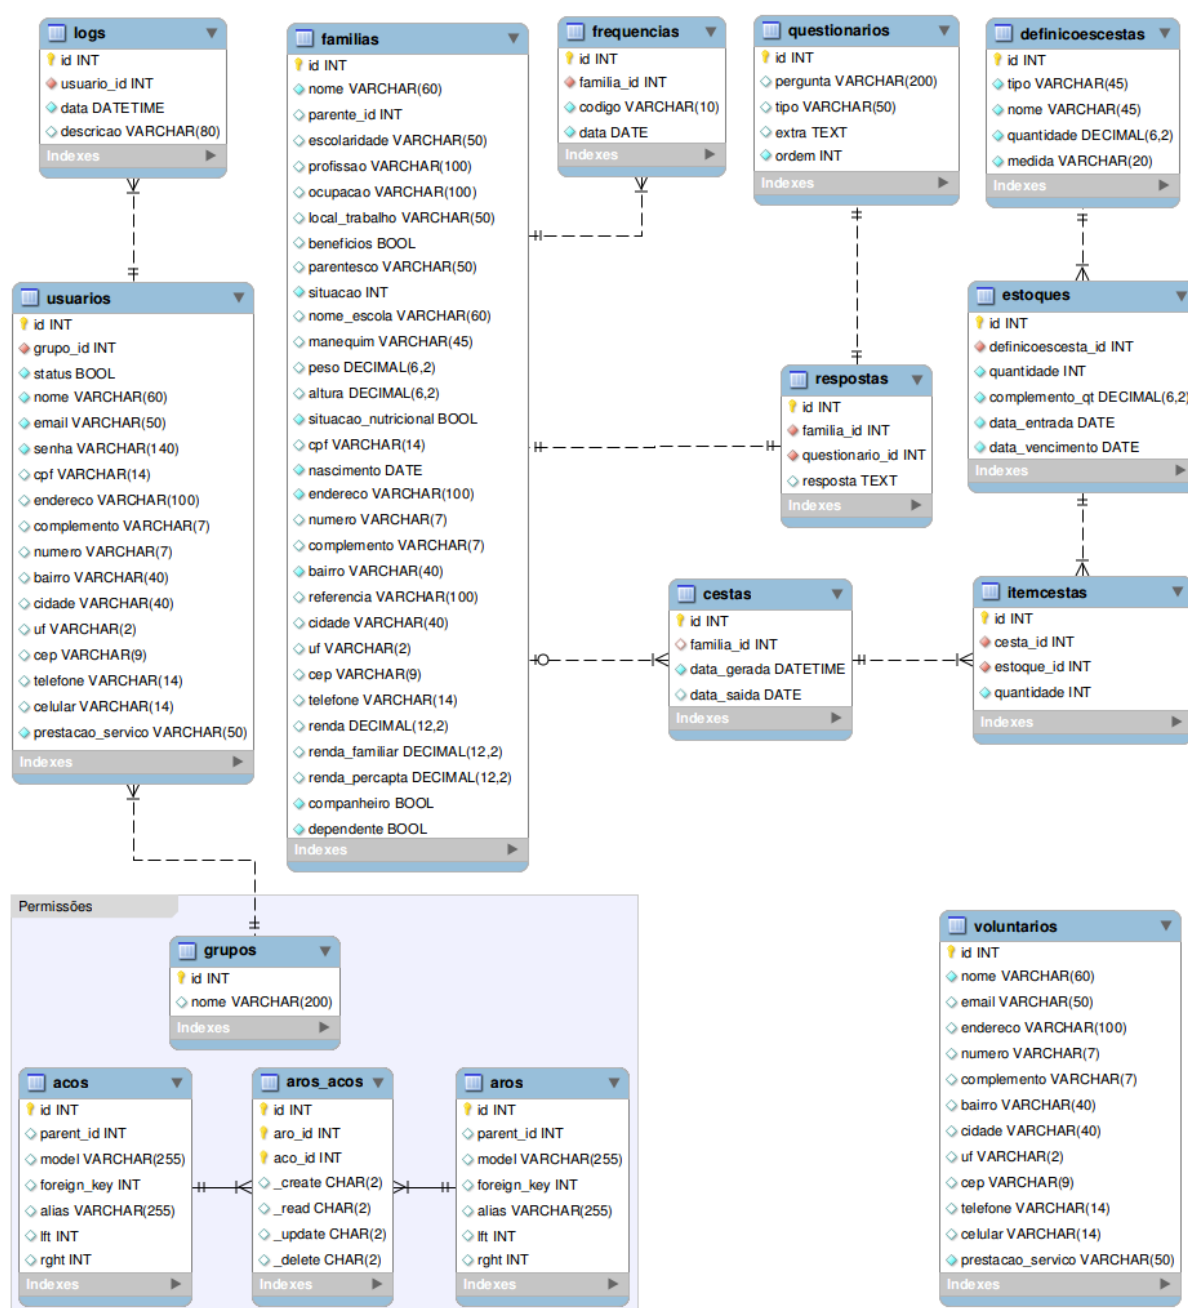 logs
id INT
usuario_id INT
data DATETIME
descricao VARCHAR(80)
Indexes
familias
id INT
nome VARCHAR(60)
parente_id INT
escolaridade VARCHAR(50)
profissao VARCHAR(100)
ocupacao VARCHAR(100)
local_trabalho VARCHAR(50)
beneficios BOOL
parentesco VARCHAR(50)
situacao INT
nome_escola VARCHAR(60)
manequim VARCHAR(45)
peso DECIMAL(6,2)
altura DECIMAL(6,2)
situacao_nutricional BOOL
cpf VARCHAR(14)
nascimento DATE
endereco VARCHAR(100)
numero VARCHAR(7)
complemento VARCHAR(7)
bairro VARCHAR(40)
referencia VARCHAR(100)
cidade VARCHAR(40)
uf VARCHAR(2)
cep VARCHAR(9)
telefone VARCHAR(14)
renda DECIMAL(12,2)
renda_familiar DECIMAL(12,2)
renda_percapta DECIMAL(12,2)
companheiro BOOL
dependente BOOL
Indexes
frequencias
id INT
familia_id INT
codigo VARCHAR(10)
data DATE
Indexes
questionarios
id INT
pergunta VARCHAR(200)
tipo VARCHAR(50)
extra TEXT
ordem INT
Indexes
definicoescestas
id INT
tipo VARCHAR(45)
nome VARCHAR(45)
quantidade DECIMAL(6,2)
medida VARCHAR(20)
Indexes
usuarios
id INT
grupo_id INT
status BOOL
nome VARCHAR(60)
email VARCHAR(50)
senha VARCHAR(140)
cpf VARCHAR(14)
endereco VARCHAR(100)
complemento VARCHAR(7)
numero VARCHAR(7)
bairro VARCHAR(40)
cidade VARCHAR(40)
uf VARCHAR(2)
cep VARCHAR(9)
telefone VARCHAR(14)
celular VARCHAR(14)
prestacao_servico VARCHAR(50)
Indexes
estoques
id INT
definicoescesta_id INT
quantidade INT
complemento_qt DECIMAL(6,2)
data_entrada DATE
data_vencimento DATE
Indexes
respostas
id INT
familia_id INT
questionario_id INT
resposta TEXT
Indexes
cestas
id INT
familia_id INT
data_gerada DATETIME
data_saida DATE
Indexes
itemcestas
id INT
cesta_id INT
estoque_id INT
quantidade INT
Indexes
Permissões
grupos
id INT
nome VARCHAR(200)
Indexes
acos
id INT
parent_id INT
model VARCHAR(255)
foreign_key INT
alias VARCHAR(255)
lft INT
rght INT
Indexes
aros_acos
id INT
aro_id INT
aco_id INT
_create CHAR(2)
_read CHAR(2)
_update CHAR(2)
_delete CHAR(2)
Indexes
aros
id INT
parent_id INT
model VARCHAR(255)
foreign_key INT
alias VARCHAR(255)
lft INT
rght INT
Indexes
voluntarios
id INT
nome VARCHAR(60)
email VARCHAR(50)
endereco VARCHAR(100)
numero VARCHAR(7)
complemento VARCHAR(7)
bairro VARCHAR(40)
cidade VARCHAR(40)
uf VARCHAR(2)
cep VARCHAR(9)
telefone VARCHAR(14)
celular VARCHAR(14)
prestacao_servico VARCHAR(50)
Indexes